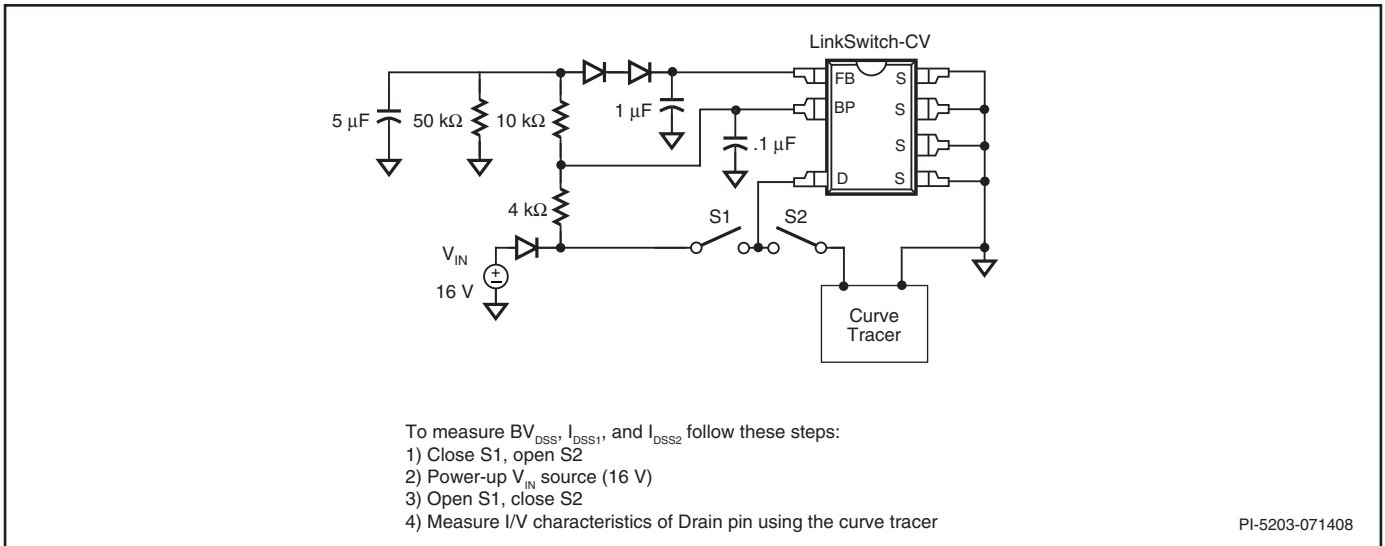 LinkSwitch-CV
FB S
BP S
S
D S
5 μF 50 kΩ 10 kΩ 1 μF .1 μF
4 kΩ
S1 S2
V_IN
16 V
+
−
Curve
Tracer
To measure BV_DSS, I_DSS1, and I_DSS2 follow these steps:
1) Close S1, open S2
2) Power-up V_IN source (16 V)
3) Open S1, close S2
4) Measure I/V characteristics of Drain pin using the curve tracer
PI-5203-071408